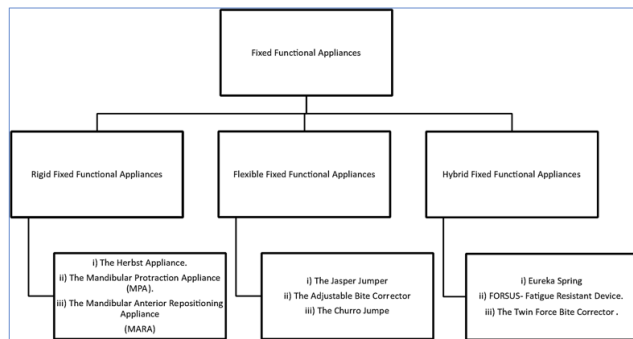 Fixed Functional Appliances
Rigid Fixed Functional Appliances
Flexible Fixed Functional Appliances
Hybrid Fixed Functional Appliances
i) The Herbst Appliance.
ii) The Mandibular Protraction Appliance
(MPA).
iii) The Mandibular Anterior Repositioning
Appliance
(MARA)
i) The Jasper Jumper
ii) The Adjustable Bite Corrector
iii) The Churro Jumpe
i) Eureka Spring
ii) FORSUS- Fatigue Resistant Device.
iii) The Twin Force Bite Corrector .